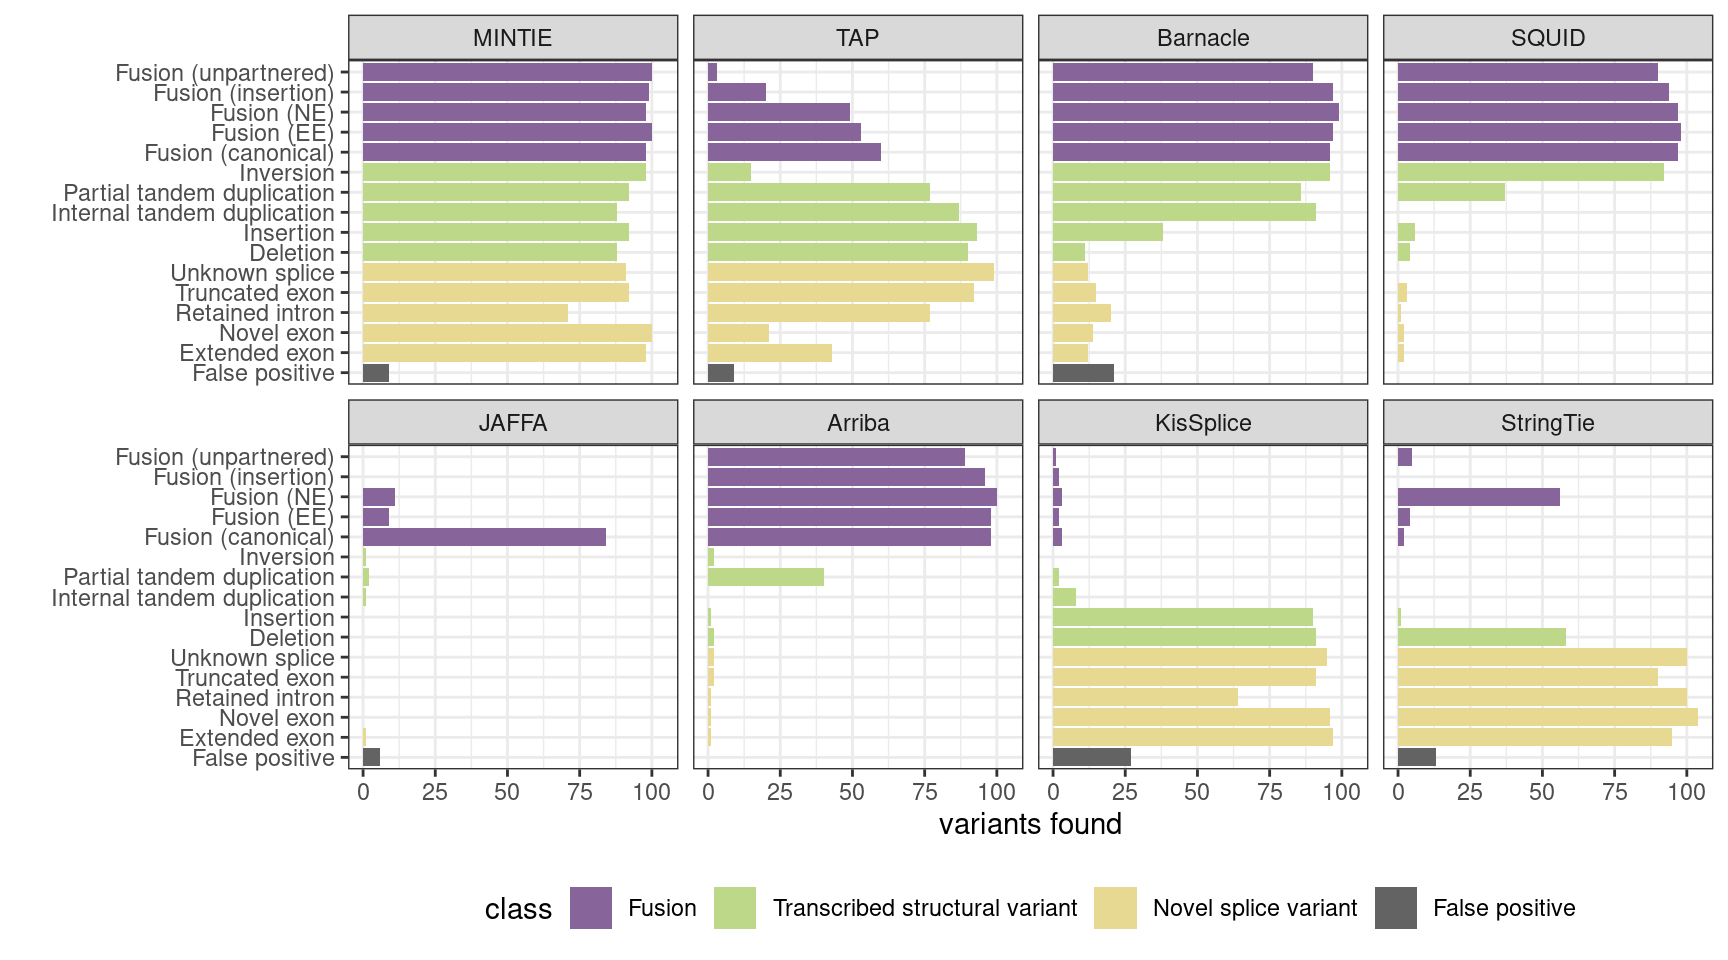 MINTIE TAP Barnacle SQUID
Fusion (unpartnered)
Fusion (insertion)
Fusion (NE)
Fusion (EE)
Fusion (canonical)
Inversion
Partial tandem duplication
Internal tandem duplication
Insertion
Deletion
Unknown splice
Truncated exon
Retained intron
Novel exon
Extended exon
False positive
JAFFA Arriba KisSplice StringTie
Fusion (unpartnered)
Fusion (insertion)
Fusion (NE)
Fusion (EE)
Fusion (canonical)
Inversion
Partial tandem duplication
Internal tandem duplication
Insertion
Deletion
Unknown splice
Truncated exon
Retained intron
Novel exon
Extended exon
False positive
0 25 50 75 100 0 25 50 75 100 0 25 50 75 100 0 25 50 75 100
variants found
class Fusion Transcribed structural variant Novel splice variant False positive